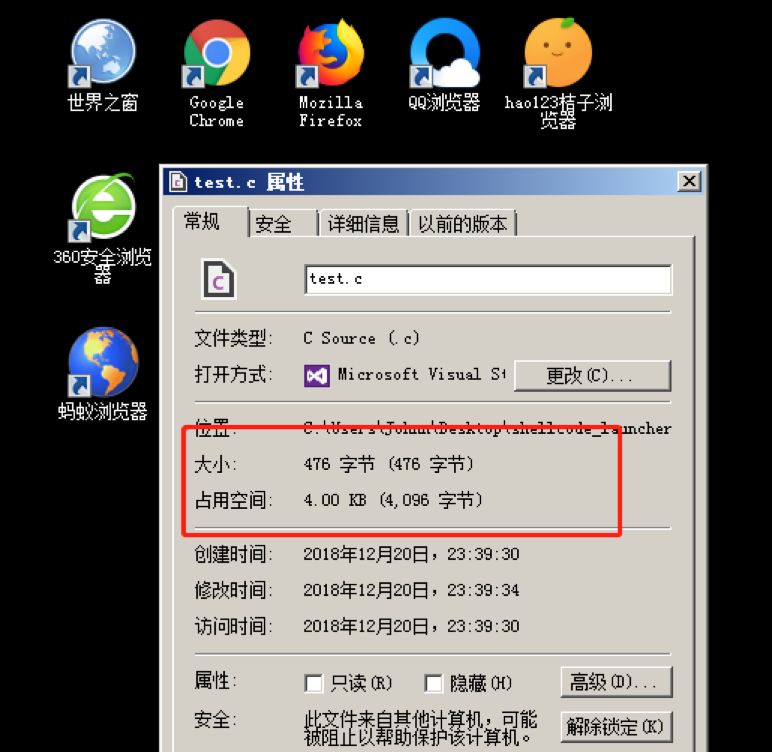 世界之窗
Google
Chrome
Mozilla
Firefox
QQ浏览器
hao123桔子浏
览器
360安全浏览
器
蚂蚁浏览器
test.c 属性
常规
安全
详细信息
以前的版本
test.c
文件类型:
C Source (.c)
打开方式:
Microsoft Visual St
更改(C)...
位置:
C:\Users\John\Desktop\shellcode_launcher
大小:
476 字节 (476 字节)
占用空间:
4.00 KB (4,096 字节)
创建时间:
2018年12月20日，23:39:30
修改时间:
2018年12月20日，23:39:34
访问时间:
2018年12月20日，23:39:30
属性:
只读(R)
隐藏(H)
高级(D)...
安全:
此文件来自其他计算机，可能
被阻止以帮助保护该计算机。
解除锁定(K)